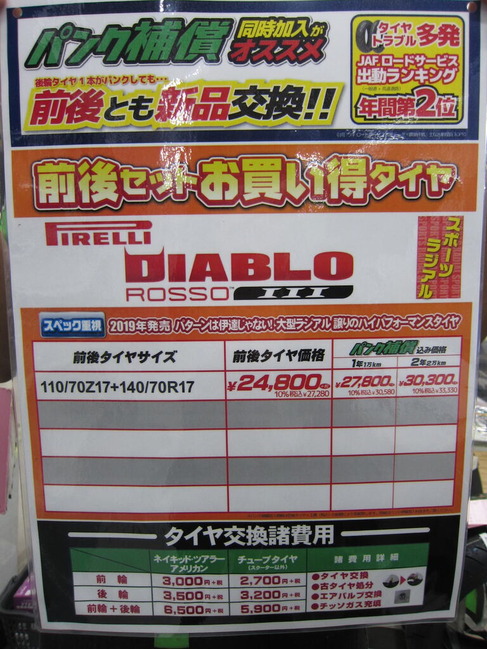 パンク補償 同時加入がオススメ
後輪タイヤ1本がパンクしても…
前後とも新品交換!!
タイヤトラブル多発
JAFロードサービス
出動ランキング
年間第2位
前後セットお買い得タイヤ
PIRELLI
DIABLO
ROSSO III
スポーツラジアル
スペック重視 2019年発売 パターンは伊達じゃない!大型ラジアル譲りのハイパフォーマンスタイヤ
前後タイヤサイズ 前後タイヤ価格 パンク補償込み価格
1年1万km 2年2万km
110/70Z17+140/70R17 ¥24,800 ¥27,800 ¥30,300
10%税込¥27,280 10%税込¥30,580 10%税込¥33,330
タイヤ交換諸費用
ネイキッド・ツアラー アメリカン チューブタイヤ (スクーター以外) 諸費用詳細
前輪 3,000円+税 2,700円+税 ●タイヤ交換
後輪 3,500円+税 3,200円+税 ●古タイヤ処分
●エアバルブ交換
前輪+後輪 6,500円+税 5,900円+税 ●チッソガス充填